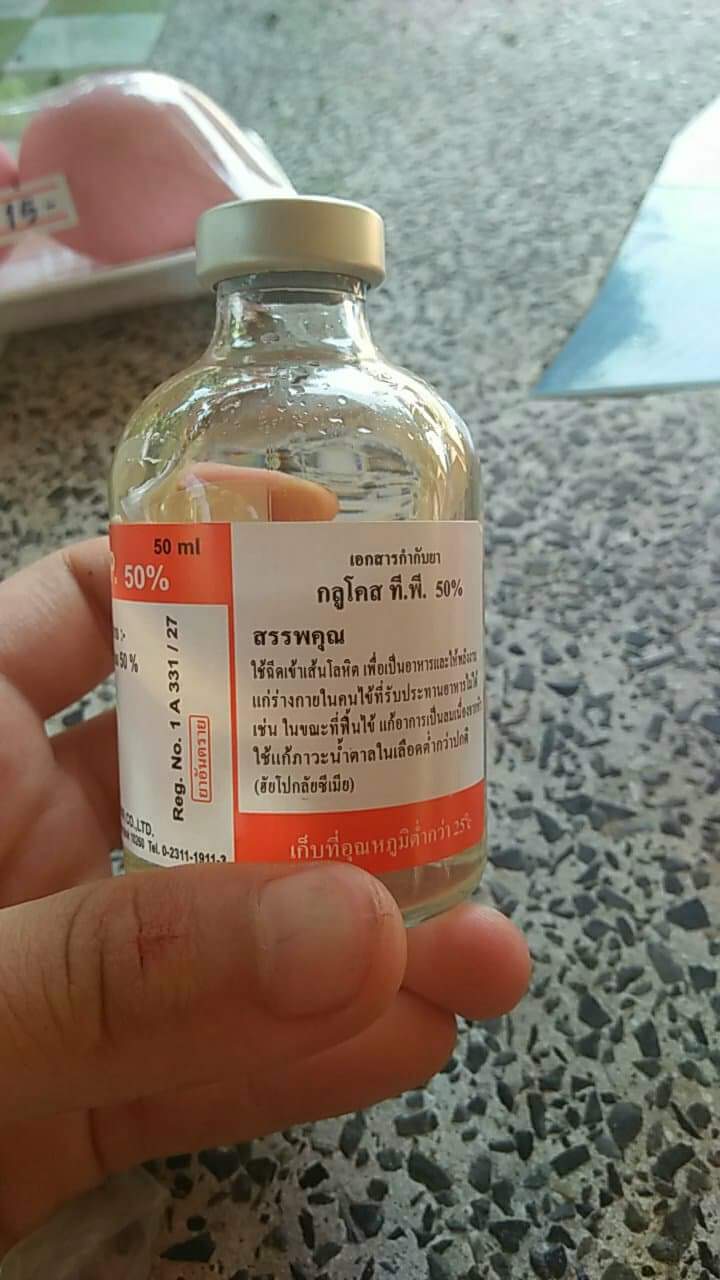 15-
50 ml
50%
50 %
Reg. No. 1 A 331 / 27
ยาอันตราย
CO.,LTD.
10260 Tel. 0-2311-1911-3
เอกสารกำกับยา
กลูโคส ที.พี. 50%
สรรพคุณ
ใช้ฉีดเข้าเส้นโลหิต เพื่อเป็นอาหารและให้พลังงาน
แก่ร่างกายในคนไข้ที่รับประทานอาหารไม่ได้
เช่น ในขณะที่ฟื้นไข้ แก้อาการเป็นลมเนื่องจากหิว
ใช้แก้ภาวะน้ำตาลในเลือดต่ำกว่าปกติ
(ฮัยโปกลัยซีเมีย)
เก็บที่อุณหภูมิต่ำกว่า 25 ํc